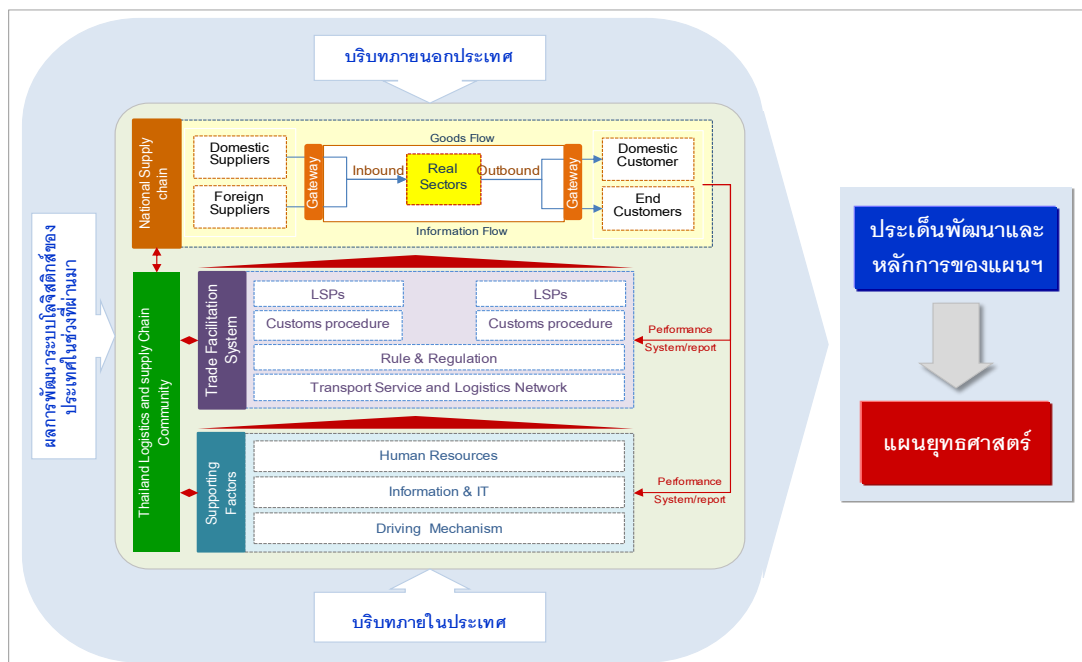 บริบทภายนอกประเทศ
ผลการพัฒนาระบบโลจิสติกส์ของ
ประเทศในช่วงที่ผ่านมา
National Supply
chain
Goods Flow
Domestic
Suppliers
Foreign
Suppliers
Gateway
Inbound
Real
Sectors
Outbound
Gateway
Domestic
Customer
End
Customers
Information Flow
Thailand Logistics and supply Chain
Community
Trade Facilitation
System
LSPs
LSPs
Customs procedure
Customs procedure
Rule & Regulation
Transport Service and Logistics Network
Performance
System/report
Supporting
Factors
Human Resources
Information & IT
Driving Mechanism
Performance
System/report
บริบทภายในประเทศ
ประเด็นพัฒนาและ
หลักการของแผนฯ
แผนยุทธศาสตร์